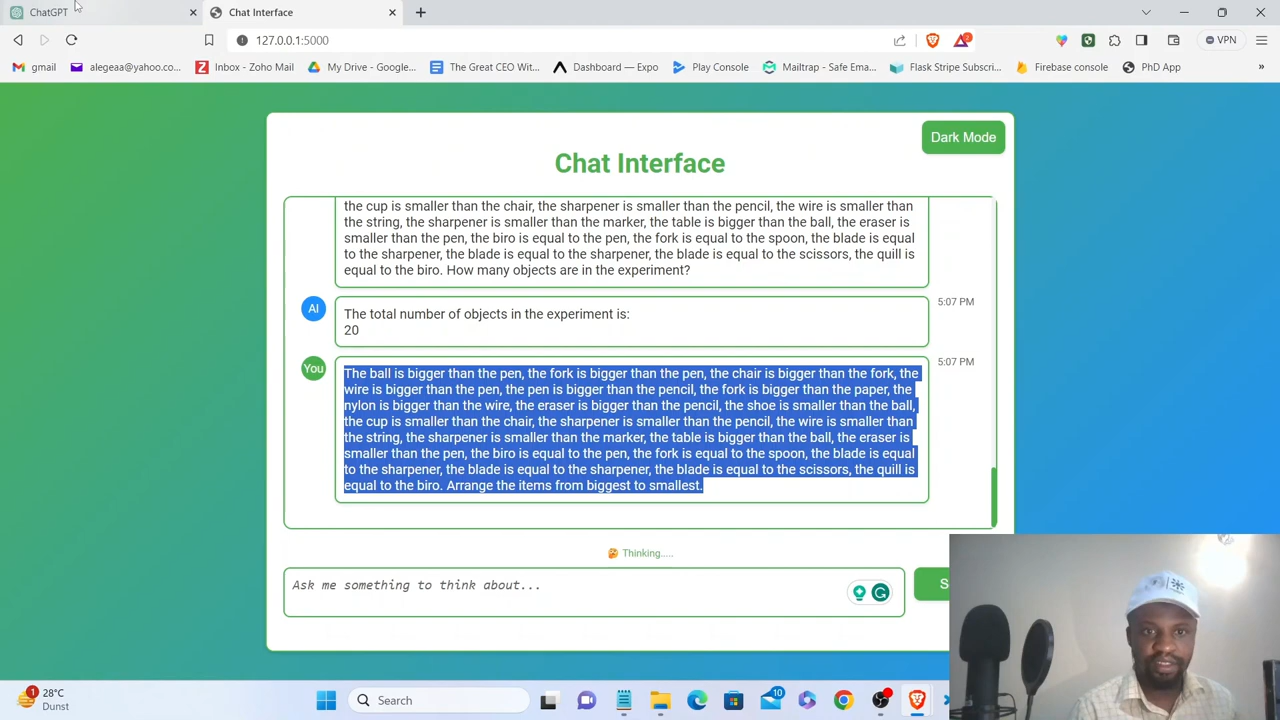 ChatGPT
Chat Interface
127.0.0.1:5000
2
VPN
gmail
alegeaa@yahoo.co...
Inbox - Zoho Mail
My Drive - Google...
The Great CEO Wit...
Dashboard — Expo
Play Console
Mailtrap - Safe Ema...
Flask Stripe Subscri...
Firebase console
PhD App
»
Dark Mode
Chat Interface
the cup is smaller than the chair, the sharpener is smaller than the pencil, the wire is smaller than
the string, the sharpener is smaller than the marker, the table is bigger than the ball, the eraser is
smaller than the pen, the biro is equal to the pen, the fork is equal to the spoon, the blade is equal
to the sharpener, the blade is equal to the sharpener, the blade is equal to the scissors, the quill is
equal to the biro. How many objects are in the experiment?
AI
The total number of objects in the experiment is:
20
5:07 PM
You
The ball is bigger than the pen, the fork is bigger than the pen, the chair is bigger than the fork, the
wire is bigger than the pen, the pen is bigger than the pencil, the fork is bigger than the paper, the
nylon is bigger than the wire, the eraser is bigger than the pencil, the shoe is smaller than the ball,
the cup is smaller than the chair, the sharpener is smaller than the pencil, the wire is smaller than
the string, the sharpener is smaller than the marker, the table is bigger than the ball, the eraser is
smaller than the pen, the biro is equal to the pen, the fork is equal to the spoon, the blade is equal
to the sharpener, the blade is equal to the sharpener, the blade is equal to the scissors, the quill is
equal to the biro. Arrange the items from biggest to smallest.
5:07 PM
Thinking.....
Ask me something to think about...
S
1
28°C
Dunst
Search
10